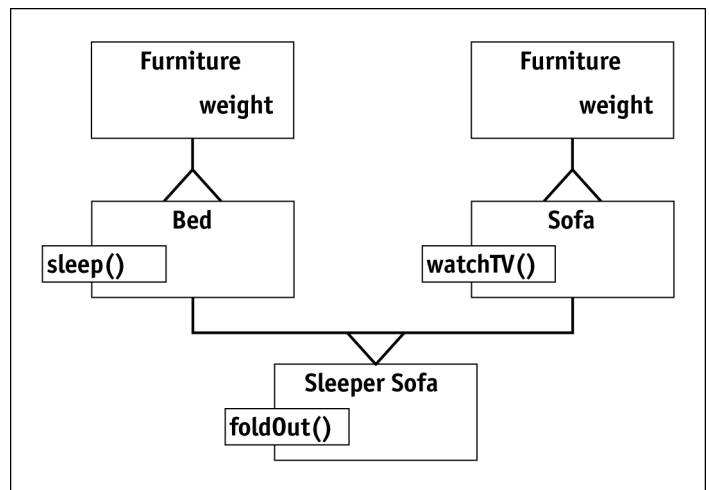 Furniture
weight
Furniture
weight
Bed
sleep()
Sofa
watchTV()
Sleeper Sofa
foldOut()